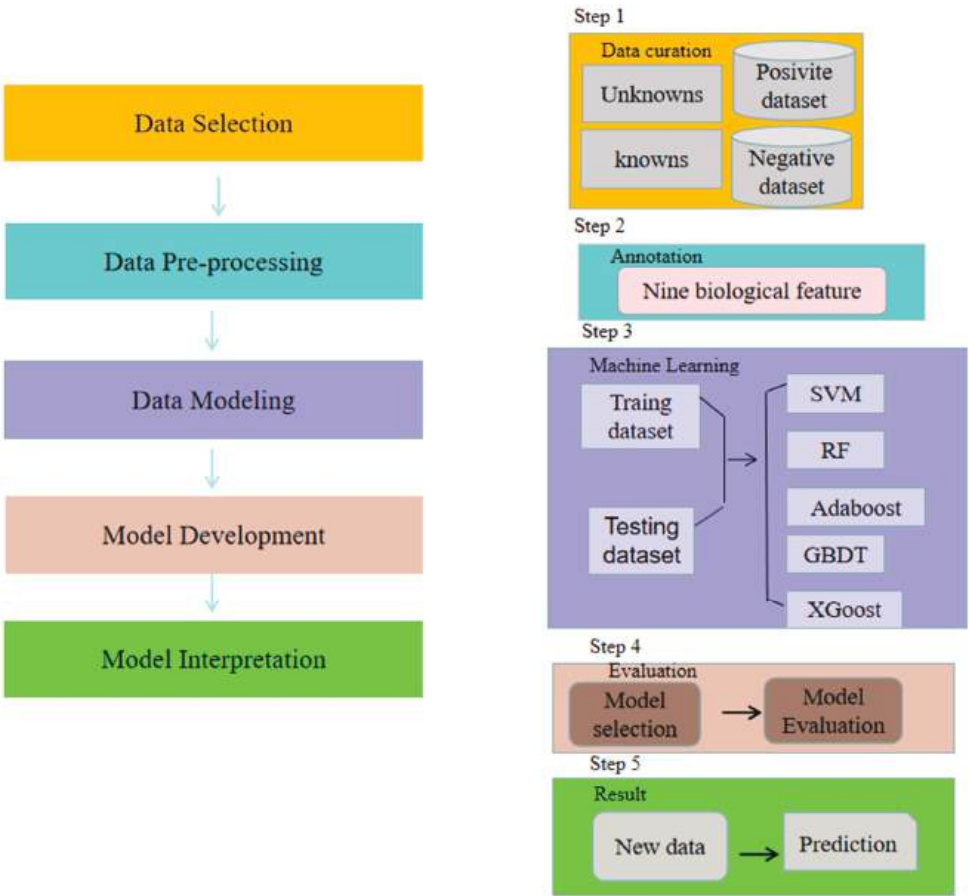 Data Selection
Data Pre-processing
Data Modeling
Model Development
Model Interpretation
Step 1
Data curation
Unknowns
knowns
Posivite
dataset
Negative
dataset
Step 2
Annotation
Nine biological feature
Step 3
Machine Learning
Traing
dataset
Testing
dataset
SVM
RF
Adaboost
GBDT
XGoost
Step 4
Evaluation
Model
selection
Model
Evaluation
Step 5
Result
New data
Prediction